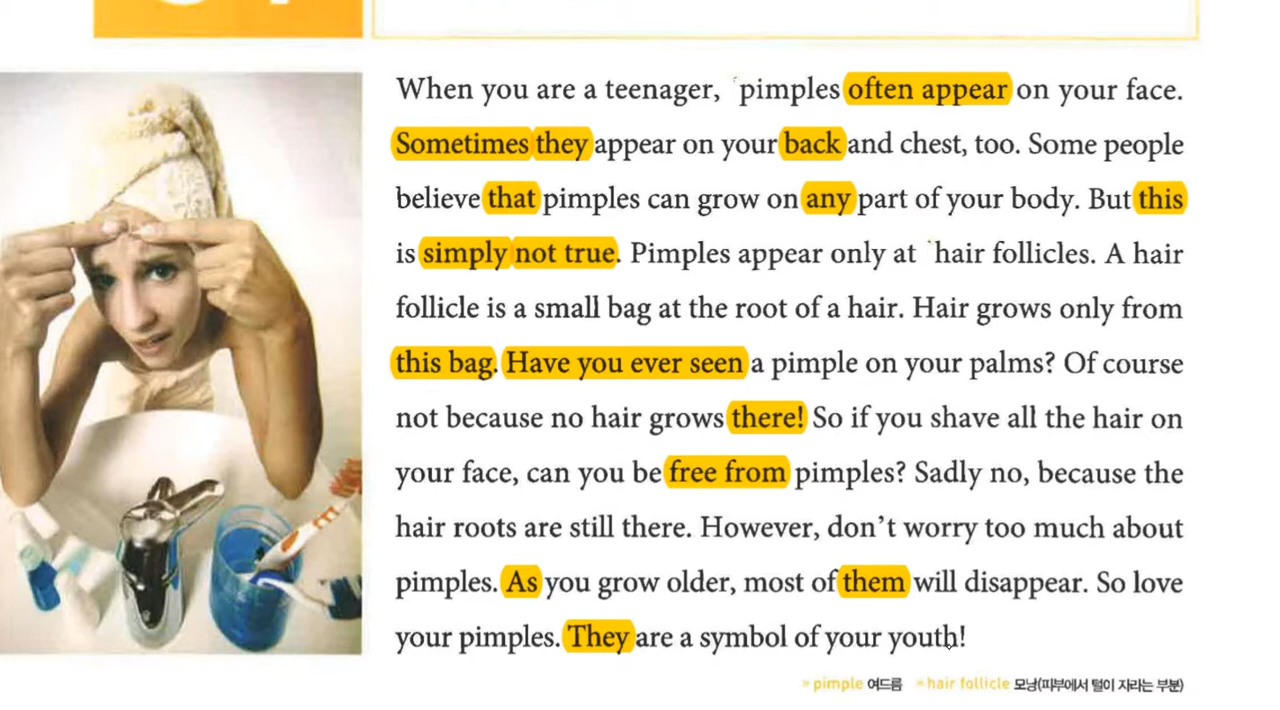 When you are a teenager, pimples often appear on your face.
Sometimes they appear on your back and chest, too. Some people
believe that pimples can grow on any part of your body. But this
is simply not true. Pimples appear only at hair follicles. A hair
follicle is a small bag at the root of a hair. Hair grows only from
this bag. Have you ever seen a pimple on your palms? Of course
not because no hair grows there! So if you shave all the hair on
your face, can you be free from pimples? Sadly no, because the
hair roots are still there. However, don't worry too much about
pimples. As you grow older, most of them will disappear. So love
your pimples. They are a symbol of your youth!
» pimple 여드름 » hair follicle 모낭(피부에서 털이 자라는 부분)